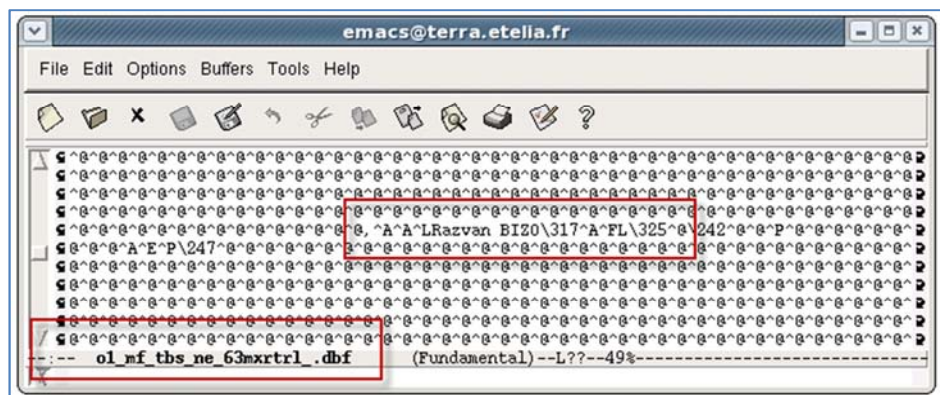 emacs@terra.etelia.fr
File Edit Options Buffers Tools Help
^@^@^@^@^@^@^@^@^@^@^@^@^@^@^@^@^@^@^@^@^@^@^@^@^@^@^@^@^@^@^@^@^@^@^@^@^@^@^@^@^@^@^@
^@^@^@^@^@^@^@^@^@^@^@^@^@^@^@^@^@^@^@^@^@^@^@^@^@^@^@^@^@^@^@^@^@^@^@^@^@^@^@^@^@^@^@
^@^@^@^@^@^@^@^@^@^@^@^@^@^@^@^@^@^@^@^@^@^@^@^@^@^@^@^@^@^@^@^@^@^@^@^@^@^@^@^@^@^@^@
^@^@^@^@^@^@^@^@^@^@^@^@^@^@^@^@^@^@^@^@^@^@^@^@^@^@^@^@^@^@^@^@^@^@^@^@^@^@^@^@^@^@^@
^@^@^@^@^@^@^@^@^@^@^@^@^@^@^@,^A^A^LRazvan BIZO\317^A^FL\325^@\242^@^@^P^@^@^@^@^@^@^
@^@^@^A^E^P\247^@^@^@^@^@^@^@^@^@^@^@^@^@^@^@^@^@^@^@^@^@^@^@^@^@^@^@^@^@^@^@^@^@^@^
@^@^@^@^@^@^@^@^@^@^@^@^@^@^@^@^@^@^@^@^@^@^@^@^@^@^@^@^@^@^@^@^@^@^@^@^@^@^@^@^@^@^@^
@^@^@^@^@^@^@^@^@^@^@^@^@^@^@^@^@^@^@^@^@^@^@^@^@^@^@^@^@^@^@^@^@^@^@^@^@^@^@^@^@^@^@^
@^@^@^@^@^@^@^@^@^@^@^@^@^@^@^@^@^@^@^@^@^@^@^@^@^@^@^@^@^@^@^@^@^@^@^@^@^@^@^@^@^@^@^
@^@^@^@^@^@^@^@^@^@^@^@^@^@^@^@^@^@^@^@^@^@^@^@^@^@^@^@^@^@^@^@^@^@^@^@^@^@^@^@^@^@^@^
@^@^@^@^@^@^@^@^@^@^@^@^@^@^@^@^@^@^@^@^@^@^@^@^@^@^@^@^@^@^@^@^@^@^@^@^@^@^@^@^@^@^@^
--:-- o1_mf_tbs_ne_63mxrtrl_.dbf (Fundamental)--L??--49%------------------------------